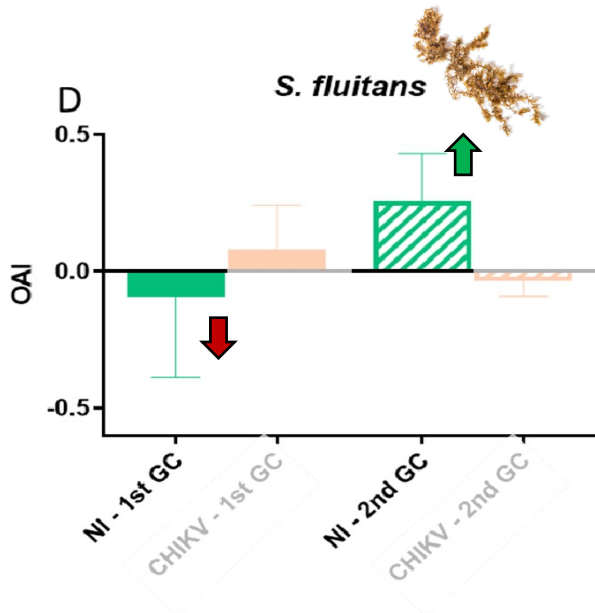 S. fluitans
D
0.5
0.0
-0.5
OAI
NI - 1st GC
CHIKV - 1st GC
NI - 2nd GC
CHIKV - 2nd GC